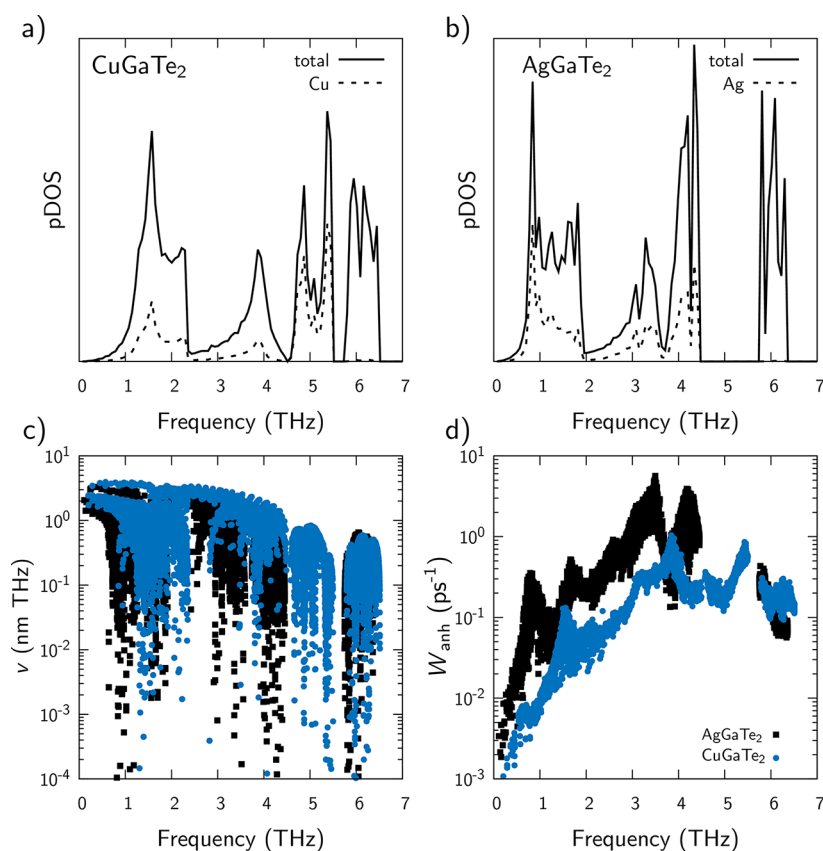 a)
CuGaTe2
total
Cu
pDOS
0 1 2 3 4 5 6 7
Frequency (THz)
b)
AgGaTe2
total
Ag
pDOS
0 1 2 3 4 5 6 7
Frequency (THz)
c)
10^1
10^0
10^-1
10^-2
10^-3
10^-4
v (nm THz)
0 1 2 3 4 5 6 7
Frequency (THz)
d)
10^1
10^0
10^-1
10^-2
10^-3
W_anh (ps^-1)
AgGaTe2
CuGaTe2
0 1 2 3 4 5 6 7
Frequency (THz)